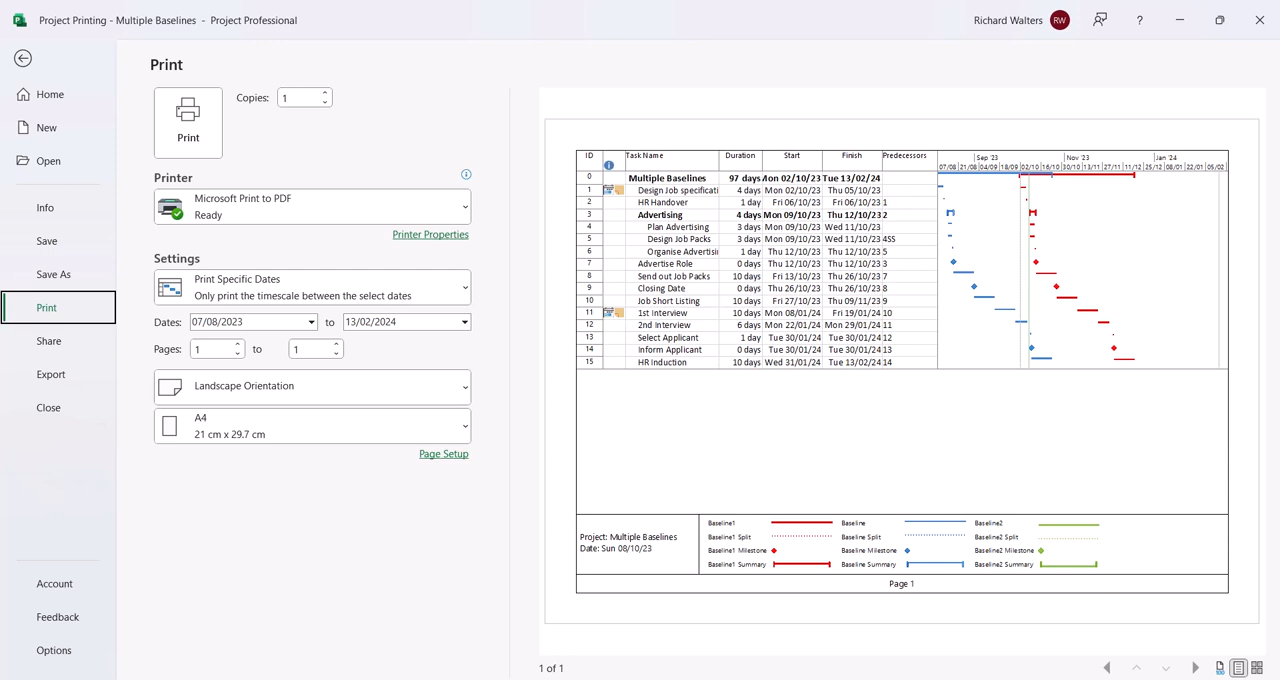 Project Printing - Multiple Baselines - Project Professional
Richard Walters RW ?
Print
Home
New
Open
Info
Save
Save As
Print
Share
Export
Close
Account
Feedback
Options
Print
Copies: 1
Printer
Microsoft Print to PDF
Ready
Printer Properties
Settings
Print Specific Dates
Only print the timescale between the select dates
Dates: 07/08/2023 to 13/02/2024
Pages: 1 to 1
Landscape Orientation
A4
21 cm x 29.7 cm
Page Setup
ID Task Name Duration Start Finish Predecessors
Sep '23 Nov '23 Jan '24
07/08 21/08 04/09 18/09 02/10 16/10 30/10 13/11 27/11 11/12 25/12 08/01 22/01 05/02
0 Multiple Baselines 97 days Mon 02/10/23 Tue 13/02/24
1 Design Job specificati 4 days Mon 02/10/23 Thu 05/10/23
2 HR Handover 1 day Fri 06/10/23 Fri 06/10/23 1
3 Advertising 4 days Mon 09/10/23 Thu 12/10/23 2
4 Plan Advertising 3 days Mon 09/10/23 Wed 11/10/23
5 Design Job Packs 3 days Mon 09/10/23 Wed 11/10/23 4SS
6 Organise Advertisi 1 day Thu 12/10/23 Thu 12/10/23 5
7 Advertise Role 0 days Thu 12/10/23 Thu 12/10/23 3
8 Send out Job Packs 10 days Fri 13/10/23 Thu 26/10/23 7
9 Closing Date 0 days Thu 26/10/23 Thu 26/10/23 8
10 Job Short Listing 10 days Fri 27/10/23 Thu 09/11/23 9
11 1st Interview 10 days Mon 08/01/24 Fri 19/01/24 10
12 2nd Interview 6 days Mon 22/01/24 Mon 29/01/24 11
13 Select Applicant 1 day Tue 30/01/24 Tue 30/01/24 12
14 Inform Applicant 0 days Tue 30/01/24 Tue 30/01/24 13
15 HR Induction 10 days Wed 31/01/24 Tue 13/02/24 14
Project: Multiple Baselines
Date: Sun 08/10/23
Baseline1 Baseline Baseline2
Baseline1 Split Baseline Split Baseline2 Split
Baseline1 Milestone Baseline Milestone Baseline2 Milestone
Baseline1 Summary Baseline Summary Baseline2 Summary
Page 1
1 of 1